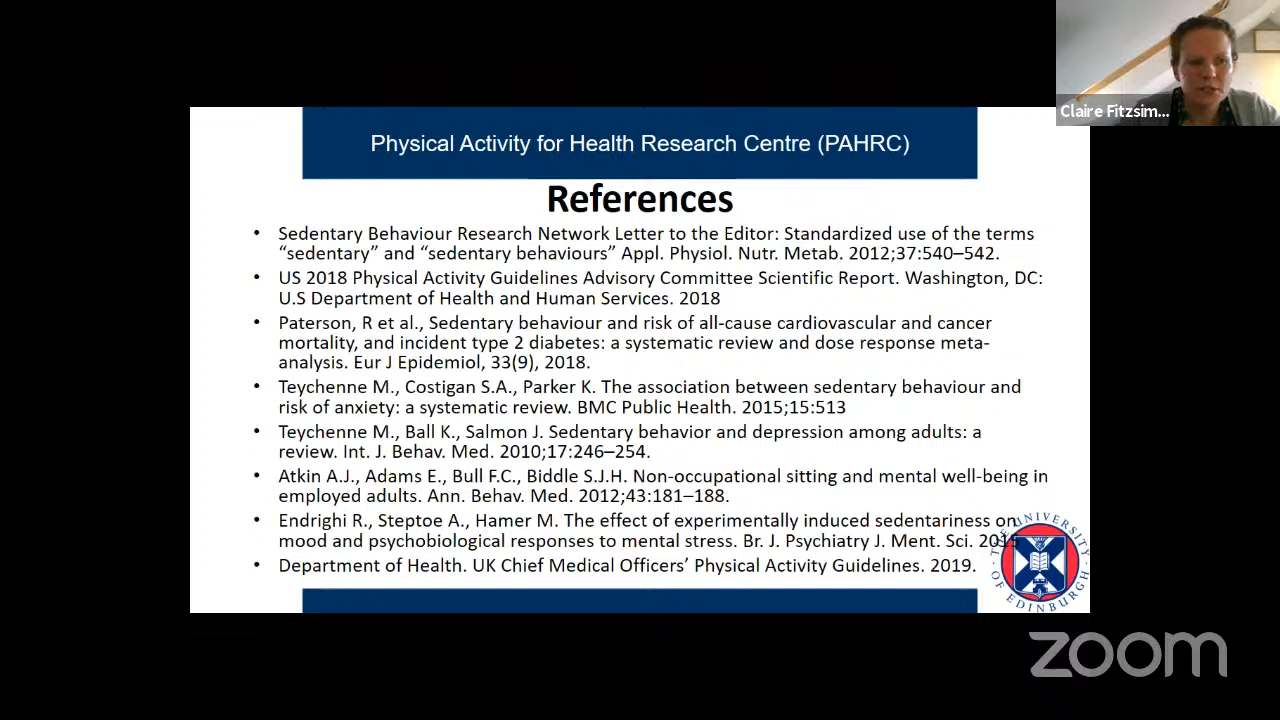 Claire Fitzsim...
Physical Activity for Health Research Centre (PAHRC)
References
• Sedentary Behaviour Research Network Letter to the Editor: Standardized use of the terms
“sedentary” and “sedentary behaviours” Appl. Physiol. Nutr. Metab. 2012;37:540–542.
• US 2018 Physical Activity Guidelines Advisory Committee Scientific Report. Washington, DC:
U.S Department of Health and Human Services. 2018
• Paterson, R et al., Sedentary behaviour and risk of all-cause cardiovascular and cancer
mortality, and incident type 2 diabetes: a systematic review and dose response meta-
analysis. Eur J Epidemiol, 33(9), 2018.
• Teychenne M., Costigan S.A., Parker K. The association between sedentary behaviour and
risk of anxiety: a systematic review. BMC Public Health. 2015;15:513
• Teychenne M., Ball K., Salmon J. Sedentary behavior and depression among adults: a
review. Int. J. Behav. Med. 2010;17:246–254.
• Atkin A.J., Adams E., Bull F.C., Biddle S.J.H. Non-occupational sitting and mental well-being in
employed adults. Ann. Behav. Med. 2012;43:181–188.
• Endrighi R., Steptoe A., Hamer M. The effect of experimentally induced sedentariness on
mood and psychobiological responses to mental stress. Br. J. Psychiatry J. Ment. Sci. 2015
• Department of Health. UK Chief Medical Officers’ Physical Activity Guidelines. 2019.
THE UNIVERSITY OF EDINBURGH
zoom